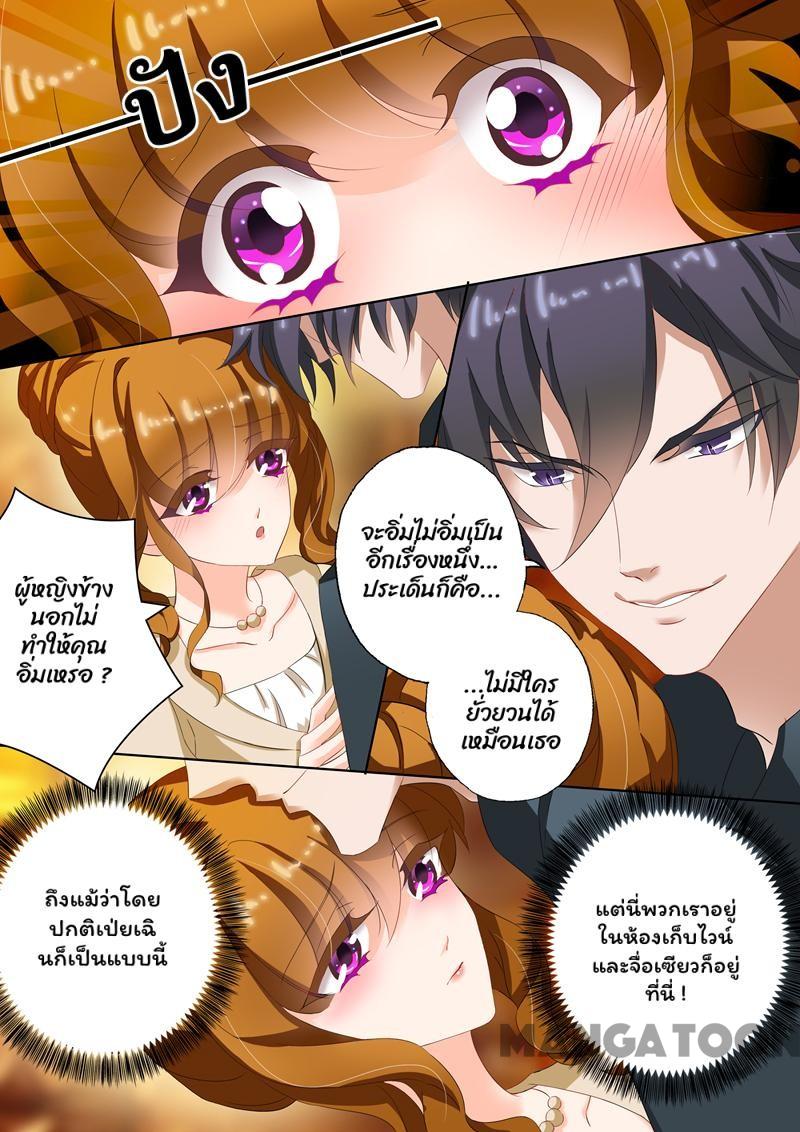 ปัง
ผู้หญิงข้าง
นอกไม่
ทำให้คุณ
อิ่มเหรอ ?
จะอิ่มไม่อิ่มเป็น
อีกเรื่องหนึ่ง...
ประเด็นก็คือ...
...ไม่มีใคร
ยั่วยวนได้
เหมือนเธอ
ถึงแม้ว่าโดย
ปกติเป่ยเฉิ
นก็เป็นแบบนี้
แต่นี่พวกเราอยู่
ในห้องเก็บไวน์
และจื่อเซียวก็อยู่
ที่นี่ !
MANGATOON